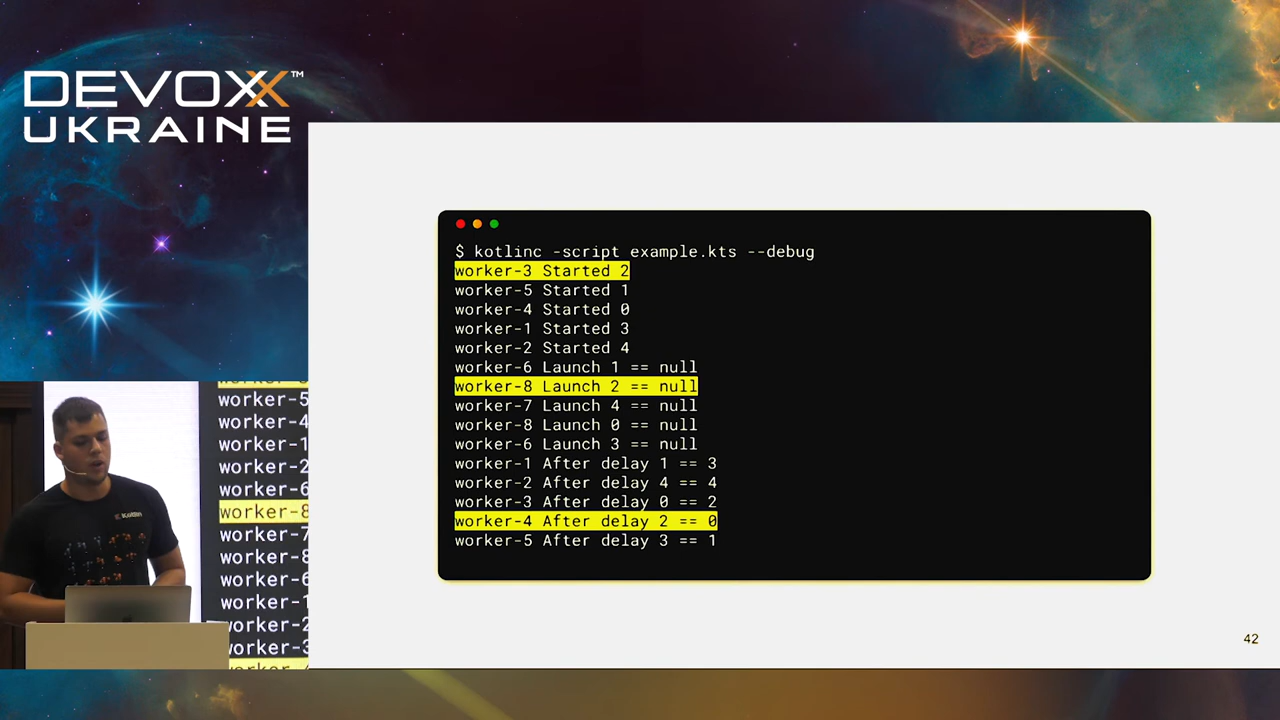 DEVOXX™
UKRAINE
$ kotlinc -script example.kts --debug
worker-3 Started 2
worker-5 Started 1
worker-4 Started 0
worker-1 Started 3
worker-2 Started 4
worker-6 Launch 1 == null
worker-8 Launch 2 == null
worker-7 Launch 4 == null
worker-8 Launch 0 == null
worker-6 Launch 3 == null
worker-1 After delay 1 == 3
worker-2 After delay 4 == 4
worker-3 After delay 0 == 2
worker-4 After delay 2 == 0
worker-5 After delay 3 == 1
42
worker-5
worker-4
worker-1
worker-2
worker-6
worker-8
worker-7
worker-8
worker-6
worker-1
worker-2
worker-3
Kotlin